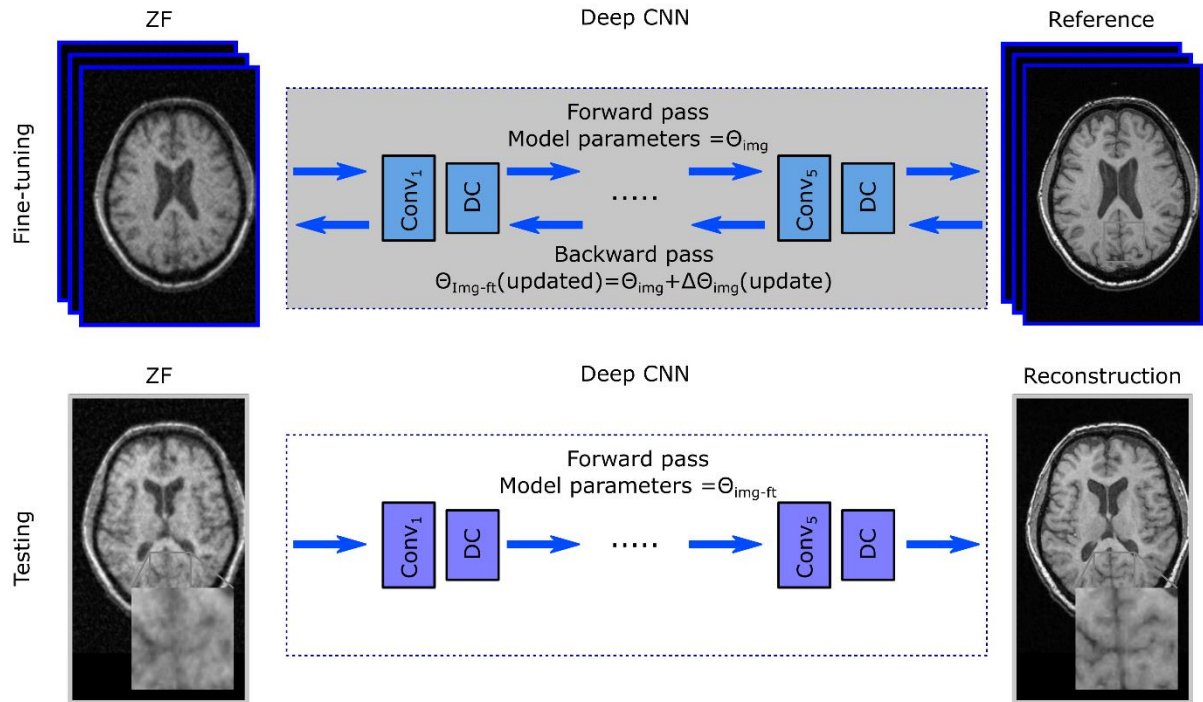 ZF
Deep CNN
Reference
Fine-tuning
Forward pass
Model parameters =Θimg
Conv1
DC
.....
Conv5
DC
Backward pass
ΘImg-ft(updated)=Θimg+ΔΘimg(update)
ZF
Deep CNN
Reconstruction
Testing
Forward pass
Model parameters =Θimg-ft
Conv1
DC
.....
Conv5
DC